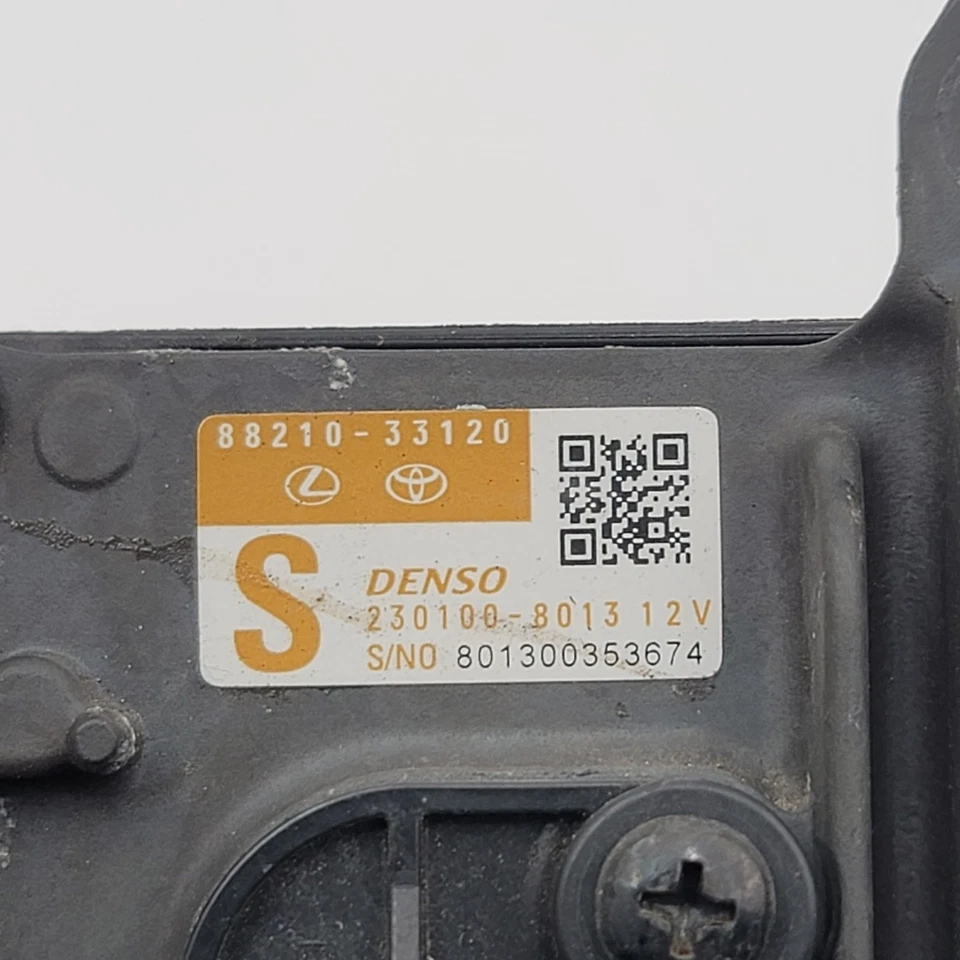 88210-33120
S
DENSO
230100-8013 12V
S/NO 801300353674